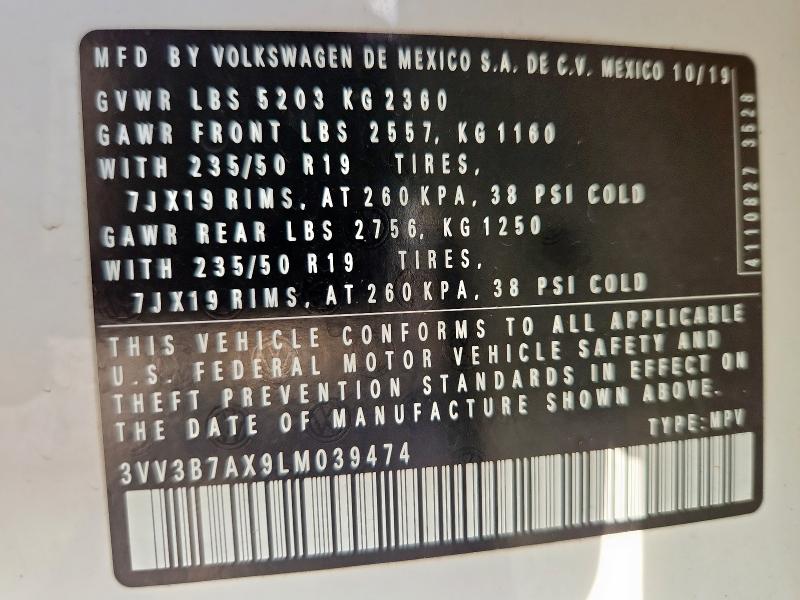 MFD BY VOLKSWAGEN DE MEXICO S.A. DE C.V. MEXICO 10/19
GVWR LBS 5203 KG 2360
GAWR FRONT LBS 2557, KG 1160
WITH 235/50 R19 TIRES,
7JX19 RIMS, AT 260 KPA, 38 PSI COLD
GAWR REAR LBS 2756, KG 1250
WITH 235/50 R19 TIRES,
7JX19 RIMS, AT 260 KPA, 38 PSI COLD
4110827 3528
THIS VEHICLE CONFORMS TO ALL APPLICABLE
U.S. FEDERAL MOTOR VEHICLE SAFETY AND
THEFT PREVENTION STANDARDS IN EFFECT ON
THE DATE OF MANUFACTURE SHOWN ABOVE.
TYPE: MPV
3VV3B7AX9LM039474